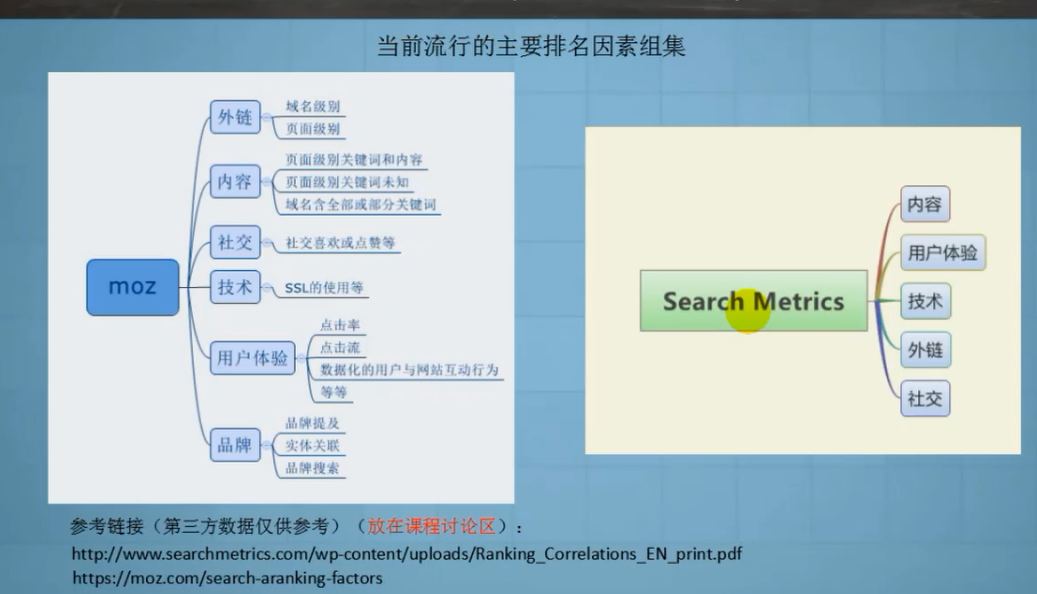 当前流行的主要排名因素组集
moz
外链
域名级别
页面级别
内容
页面级别关键词和内容
页面级别关键词未知
域名含全部或部分关键词
社交
社交喜欢或点赞等
技术
SSL的使用等
用户体验
点击率
点击流
数据化的用户与网站互动行为
等等
品牌
品牌提及
实体关联
品牌搜索
Search Metrics
内容
用户体验
技术
外链
社交
参考链接（第三方数据仅供参考）（放在课程讨论区）：
http://www.searchmetrics.com/wp-content/uploads/Ranking_Correlations_EN_print.pdf
https://moz.com/search-aranking-factors